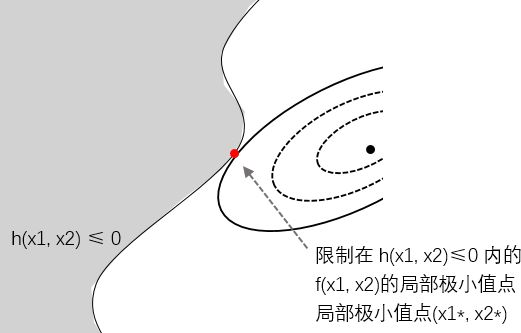 h(x1, x2) ≤ 0
限制在 h(x1, x2)≤0 内的
f(x1, x2)的局部极小值点
局部极小值点(x1*, x2*)